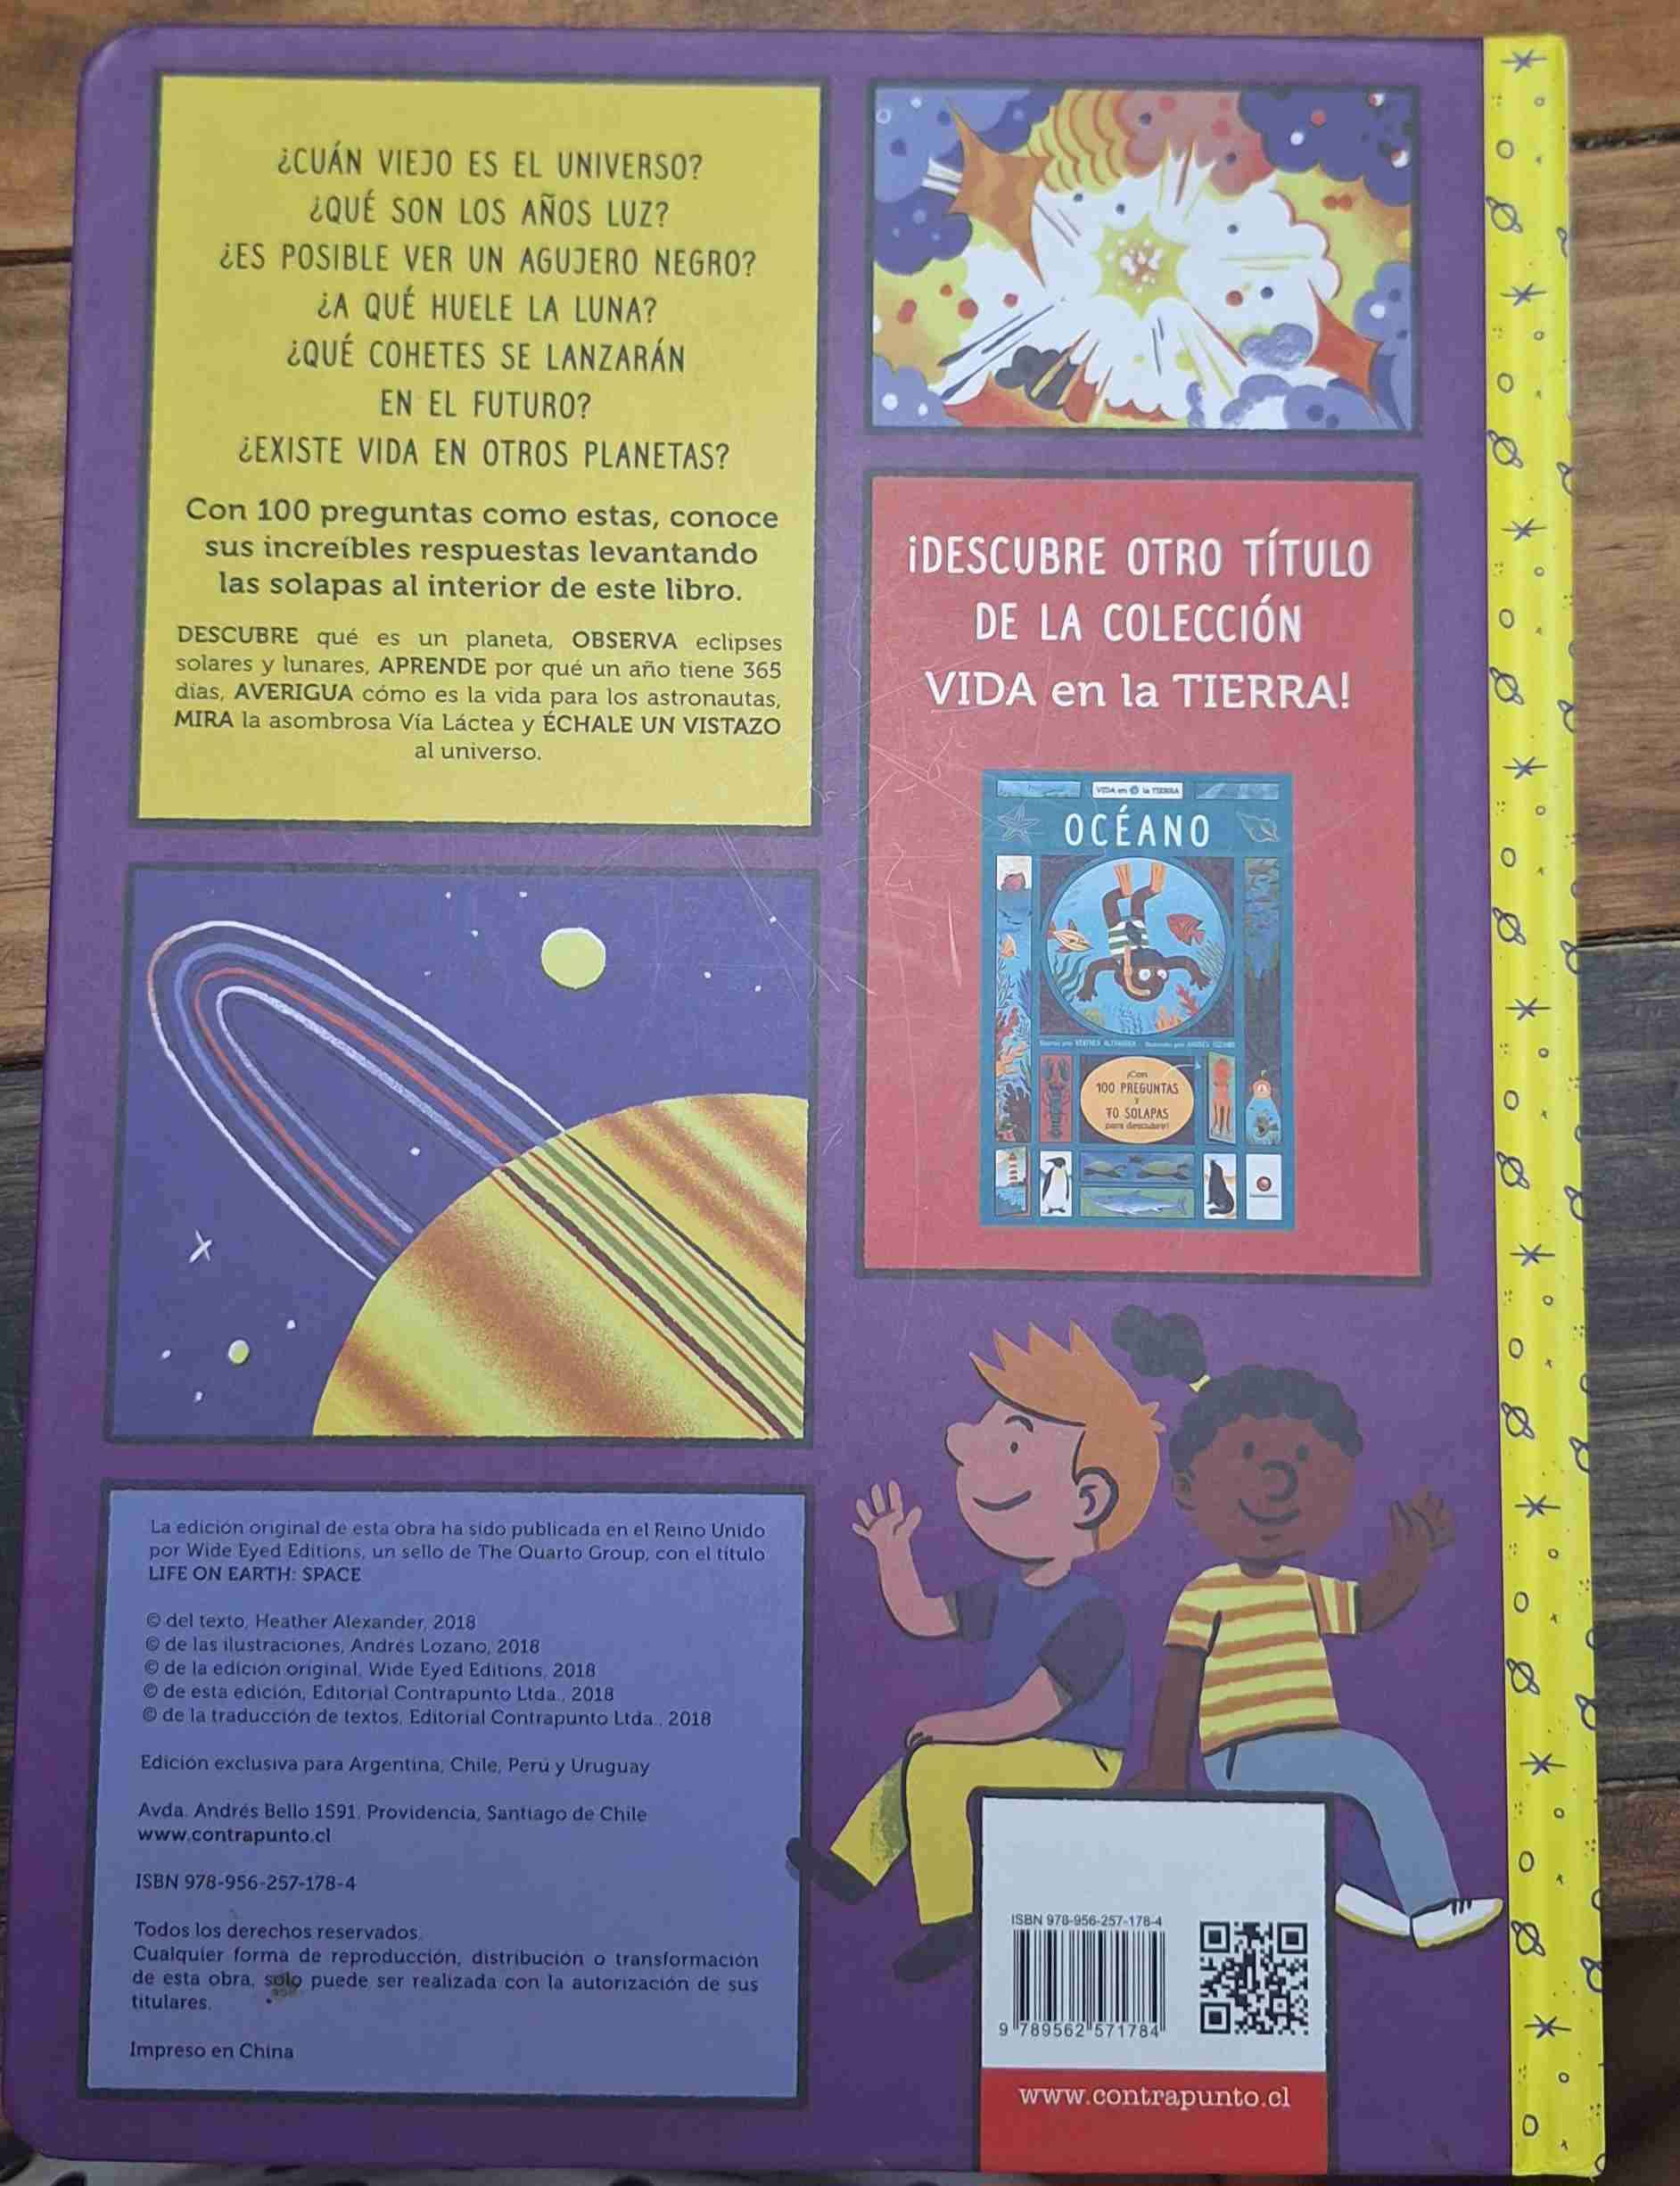 ¿CUÁN VIEJO ES EL UNIVERSO?
¿QUÉ SON LOS AÑOS LUZ?
¿ES POSIBLE VER UN AGUJERO NEGRO?
¿A QUÉ HUELE LA LUNA?
¿QUÉ COHETES SE LANZARÁN
EN EL FUTURO?
¿EXISTE VIDA EN OTROS PLANETAS?
Con 100 preguntas como estas, conoce
sus increíbles respuestas levantando
las solapas al interior de este libro.
DESCUBRE qué es un planeta, OBSERVA eclipses
solares y lunares, APRENDE por qué un año tiene 365
días, AVERIGUA cómo es la vida para los astronautas,
MIRA la asombrosa Vía Láctea y ÉCHALE UN VISTAZO
al universo.
¡DESCUBRE OTRO TÍTULO
DE LA COLECCIÓN
VIDA en la TIERRA!
VIDA en la TIERRA
OCÉANO
Escrito por HEATHER ALEXANDER · Ilustrado por ANDRÉS LOZANO
¡Con
100 PREGUNTAS
y
70 SOLAPAS
para descubrir!
La edición original de esta obra ha sido publicada en el Reino Unido
por Wide Eyed Editions, un sello de The Quarto Group, con el título
LIFE ON EARTH: SPACE
© del texto, Heather Alexander, 2018
© de las ilustraciones, Andrés Lozano, 2018
© de la edición original, Wide Eyed Editions, 2018
© de esta edición, Editorial Contrapunto Ltda., 2018
© de la traducción de textos, Editorial Contrapunto Ltda., 2018
Edición exclusiva para Argentina, Chile, Perú y Uruguay
Avda. Andrés Bello 1591, Providencia, Santiago de Chile
www.contrapunto.cl
ISBN 978-956-257-178-4
Todos los derechos reservados.
Cualquier forma de reproducción, distribución o transformación
de esta obra, solo puede ser realizada con la autorización de sus
titulares.
Impreso en China
ISBN 978-956-257-178-4
9 789562 571784
www.contrapunto.cl